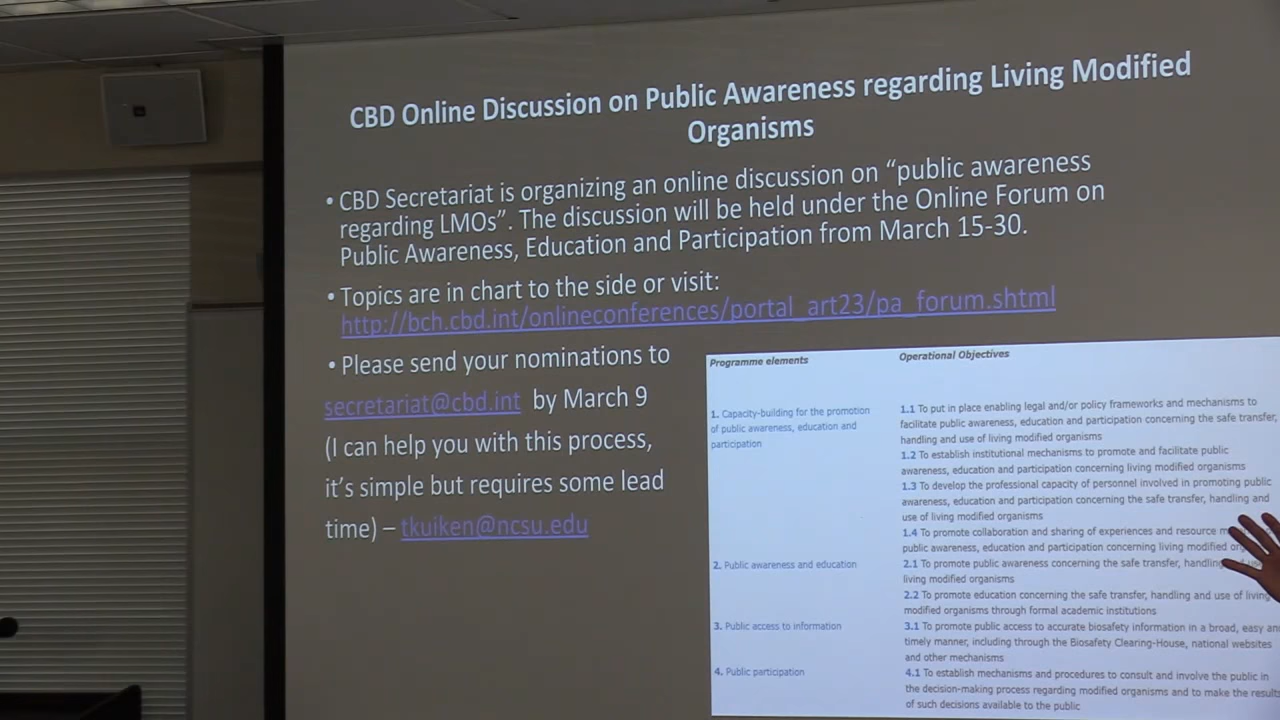 CBD Online Discussion on Public Awareness regarding Living Modified
Organisms
• CBD Secretariat is organizing an online discussion on “public awareness
regarding LMOs”. The discussion will be held under the Online Forum on
Public Awareness, Education and Participation from March 15-30.
• Topics are in chart to the side or visit:
http://bch.cbd.int/onlineconferences/portal_art23/pa_forum.shtml
• Please send your nominations to
secretariat@cbd.int by March 9
(I can help you with this process,
it’s simple but requires some lead
time) – tkuiken@ncsu.edu
Programme elements
Operational Objectives
1. Capacity-building for the promotion
of public awareness, education and
participation
1.1 To put in place enabling legal and/or policy frameworks and mechanisms to
facilitate public awareness, education and participation concerning the safe transfer,
handling and use of living modified organisms
1.2 To establish institutional mechanisms to promote and facilitate public
awareness, education and participation concerning living modified organisms
1.3 To develop the professional capacity of personnel involved in promoting public
awareness, education and participation concerning the safe transfer, handling and
use of living modified organisms
1.4 To promote collaboration and sharing of experiences and resource
public awareness, education and participation concerning living modified
2. Public awareness and education
2.1 To promote public awareness concerning the safe transfer, handling
living modified organisms
2.2 To promote education concerning the safe transfer, handling and use of living
modified organisms through formal academic institutions
3. Public access to information
3.1 To promote public access to accurate biosafety information in a broad, easy
timely manner, including through the Biosafety Clearing-House, national websites
and other mechanisms
4. Public participation
4.1 To establish mechanisms and procedures to consult and involve the public in
the decision-making process regarding modified organisms and to make the results
of such decisions available to the public